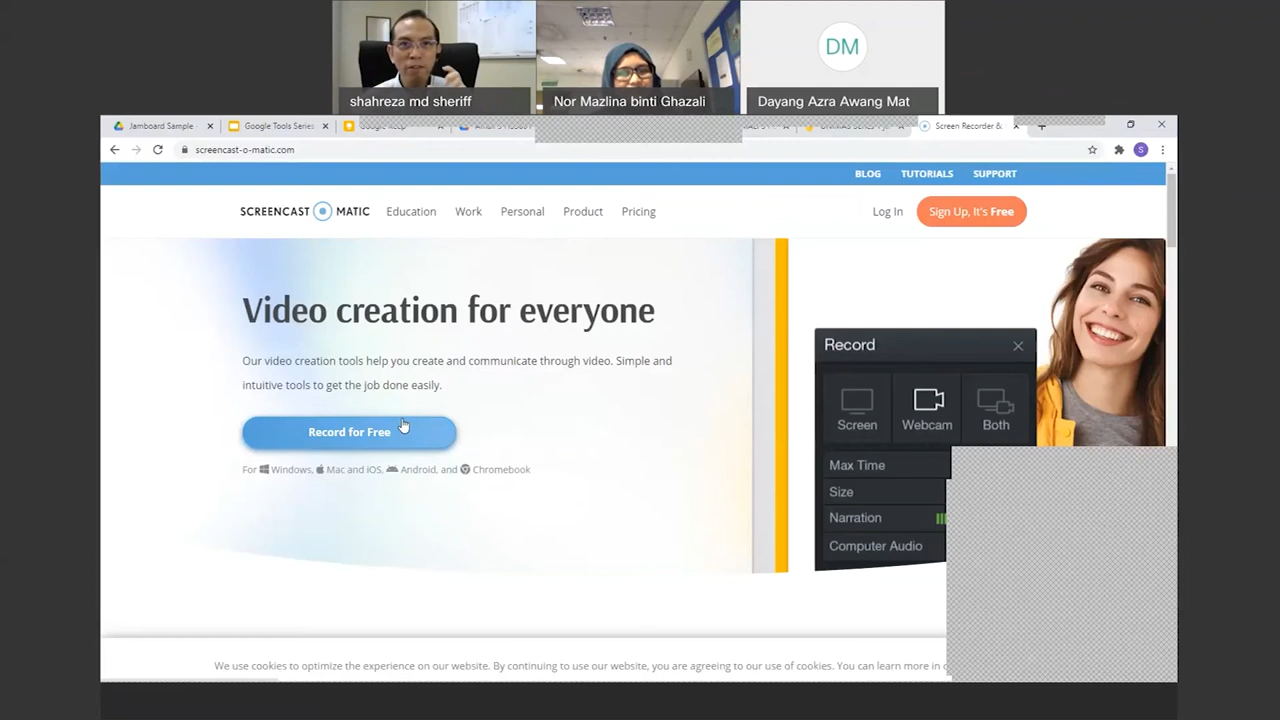 DM
shahreza md sheriff
Nor Mazlina binti Ghazali
Dayang Azra Awang Mat
Jamboard Sample
Google Tools Series
Google Keep
Screen Recorder &
screencast-o-matic.com
S
BLOG TUTORIALS SUPPORT
SCREENCAST MATIC Education Work Personal Product Pricing Log In Sign Up, It's Free
Video creation for everyone
Our video creation tools help you create and communicate through video. Simple and
intuitive tools to get the job done easily.
Record for Free
For Windows, Mac and iOS, Android, and Chromebook
Record
Screen Webcam Both
Max Time
Size
Narration
Computer Audio
We use cookies to optimize the experience on our website. By continuing to use our website, you are agreeing to our use of cookies. You can learn more in